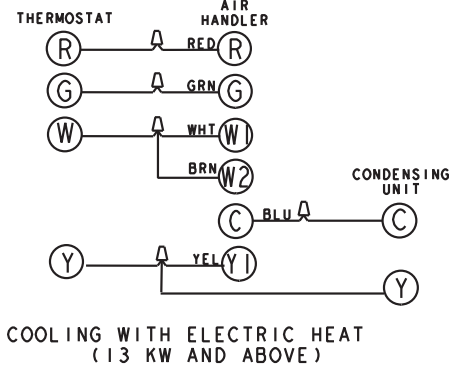 AIR
THERMOSTAT HANDLER
R RED R
G GRN G
W WHT W1
BRN W2
CONDENSING
UNIT
C BLU C
Y YEL Y1
Y
COOLING WITH ELECTRIC HEAT
(13 KW AND ABOVE)